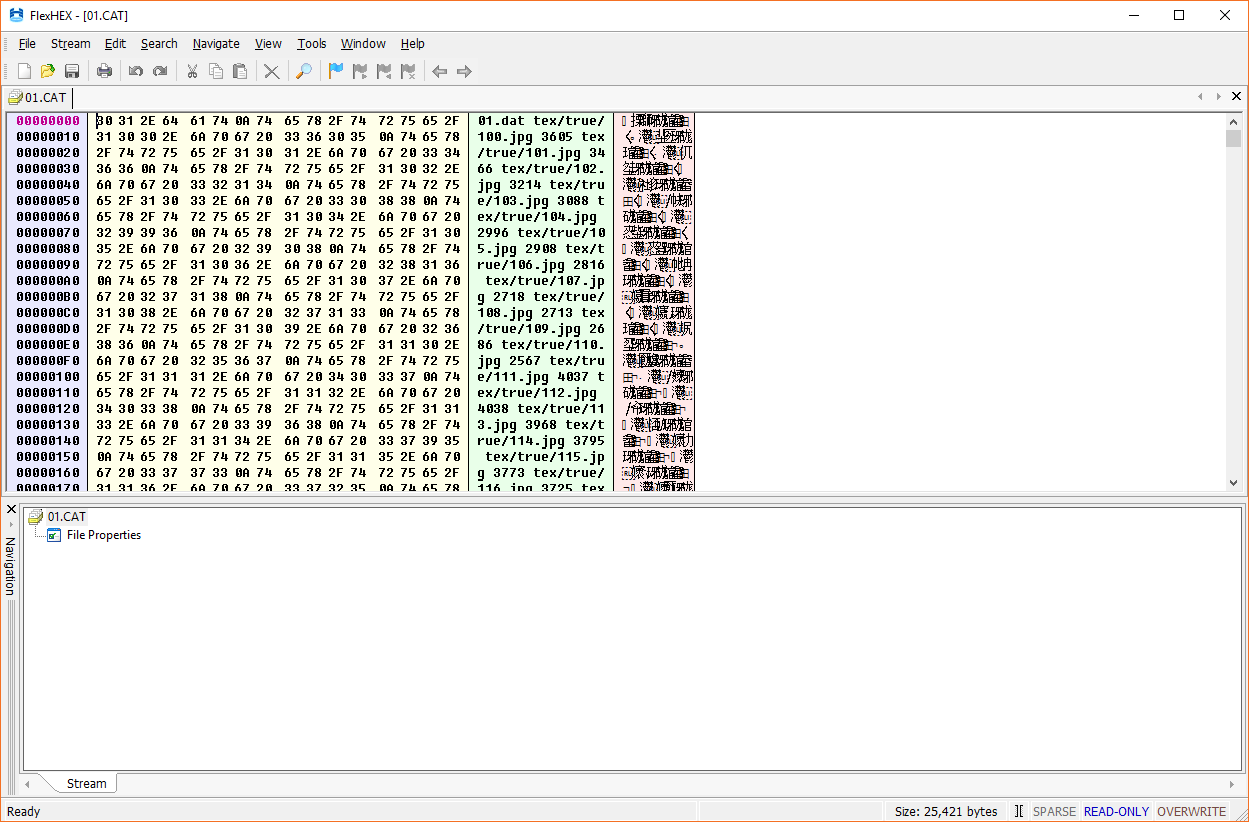 FlexHEX - [01.CAT]
File Stream Edit Search Navigate View Tools Window Help
01.CAT
00000000 30 31 2E 64 61 74 0A 74 65 78 2F 74 72 75 65 2F 01.dat tex/true/
00000010 31 30 30 2E 6A 70 67 20 33 36 30 35 0A 74 65 78 100.jpg 3605 tex
00000020 2F 74 72 75 65 2F 31 30 31 2E 6A 70 67 20 33 34 /true/101.jpg 34
00000030 36 36 0A 74 65 78 2F 74 72 75 65 2F 31 30 32 2E 66 tex/true/102.
00000040 6A 70 67 20 33 32 31 34 0A 74 65 78 2F 74 72 75 jpg 3214 tex/tru
00000050 65 2F 31 30 33 2E 6A 70 67 20 33 30 38 38 0A 74 e/103.jpg 3088 t
00000060 65 78 2F 74 72 75 65 2F 31 30 34 2E 6A 70 67 20 ex/true/104.jpg
00000070 32 39 39 36 0A 74 65 78 2F 74 72 75 65 2F 31 30 2996 tex/true/10
00000080 35 2E 6A 70 67 20 32 39 30 38 0A 74 65 78 2F 74 5.jpg 2908 tex/t
00000090 72 75 65 2F 31 30 36 2E 6A 70 67 20 32 38 31 36 rue/106.jpg 2816
000000A0 0A 74 65 78 2F 74 72 75 65 2F 31 30 37 2E 6A 70 tex/true/107.jp
000000B0 67 20 32 37 31 38 0A 74 65 78 2F 74 72 75 65 2F g 2718 tex/true/
000000C0 31 30 38 2E 6A 70 67 20 32 37 31 33 0A 74 65 78 108.jpg 2713 tex
000000D0 2F 74 72 75 65 2F 31 30 39 2E 6A 70 67 20 32 36 /true/109.jpg 26
000000E0 38 36 0A 74 65 78 2F 74 72 75 65 2F 31 31 30 2E 86 tex/true/110.
000000F0 6A 70 67 20 32 35 36 37 0A 74 65 78 2F 74 72 75 jpg 2567 tex/tru
00000100 65 2F 31 31 31 2E 6A 70 67 20 34 30 33 37 0A 74 e/111.jpg 4037 t
00000110 65 78 2F 74 72 75 65 2F 31 31 32 2E 6A 70 67 20 ex/true/112.jpg
00000120 34 30 33 38 0A 74 65 78 2F 74 72 75 65 2F 31 31 4038 tex/true/11
00000130 33 2E 6A 70 67 20 33 39 36 38 0A 74 65 78 2F 74 3.jpg 3968 tex/t
00000140 72 75 65 2F 31 31 34 2E 6A 70 67 20 33 37 39 35 rue/114.jpg 3795
00000150 0A 74 65 78 2F 74 72 75 65 2F 31 31 35 2E 6A 70 tex/true/115.jp
00000160 67 20 33 37 37 33 0A 74 65 78 2F 74 72 75 65 2F g 3773 tex/true/
00000170 31 31 36 2E 6A 70 67 20 33 37 32 35 0A 74 65 78 116.jpg 3725 tex
Navigation
01.CAT
File Properties
Stream
Ready Size: 25,421 bytes ][ SPARSE READ-ONLY OVERWRITE